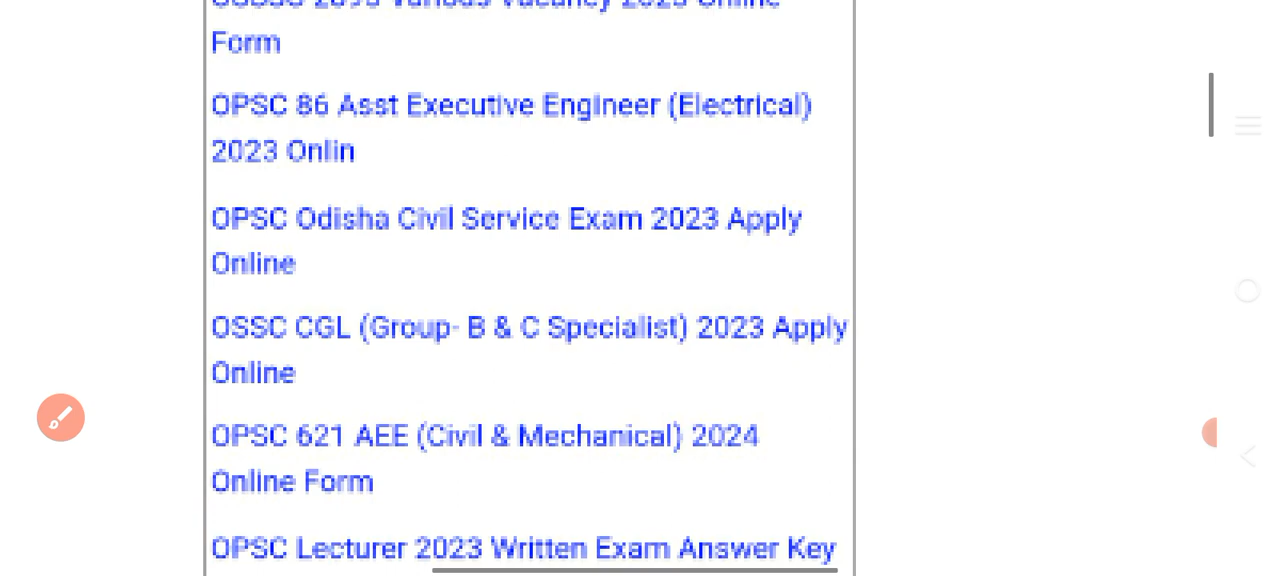 Form
OPSC 86 Asst Executive Engineer (Electrical)
2023 Onlin
OPSC Odisha Civil Service Exam 2023 Apply
Online
OSSC CGL (Group- B & C Specialist) 2023 Apply
Online
OPSC 621 AEE (Civil & Mechanical) 2024
Online Form
OPSC Lecturer 2023 Written Exam Answer Key